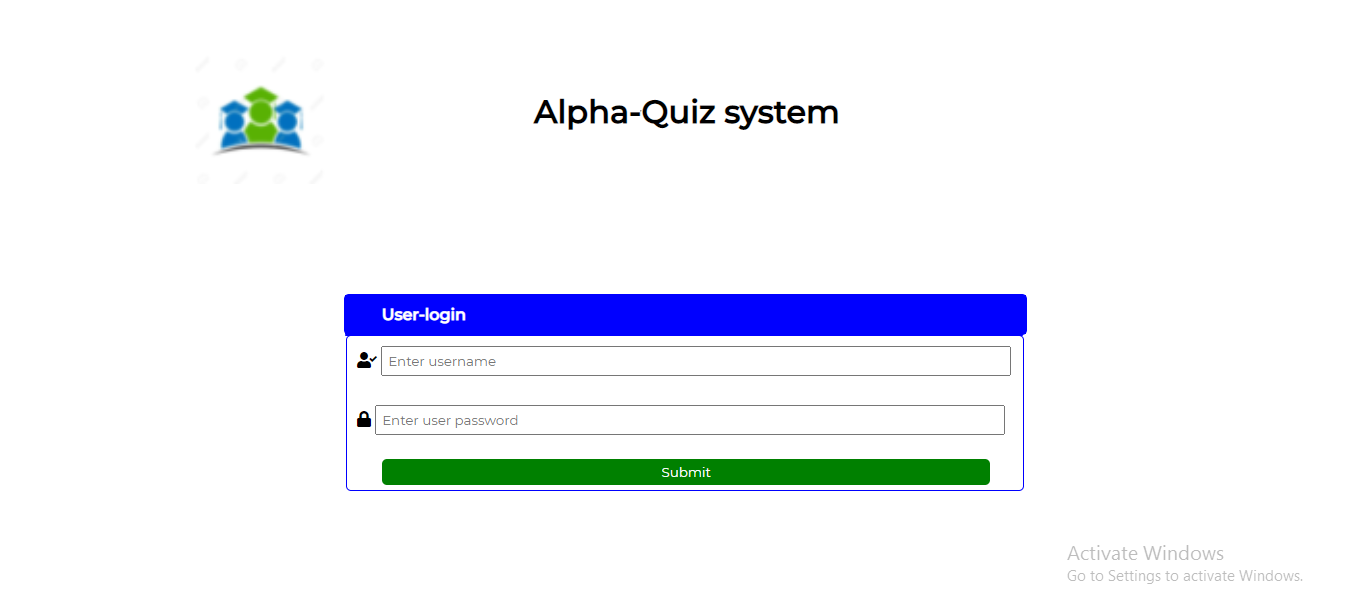 Alpha-Quiz system
User-login
Enter username
Enter user password
Submit
Activate Windows
Go to Settings to activate Windows.